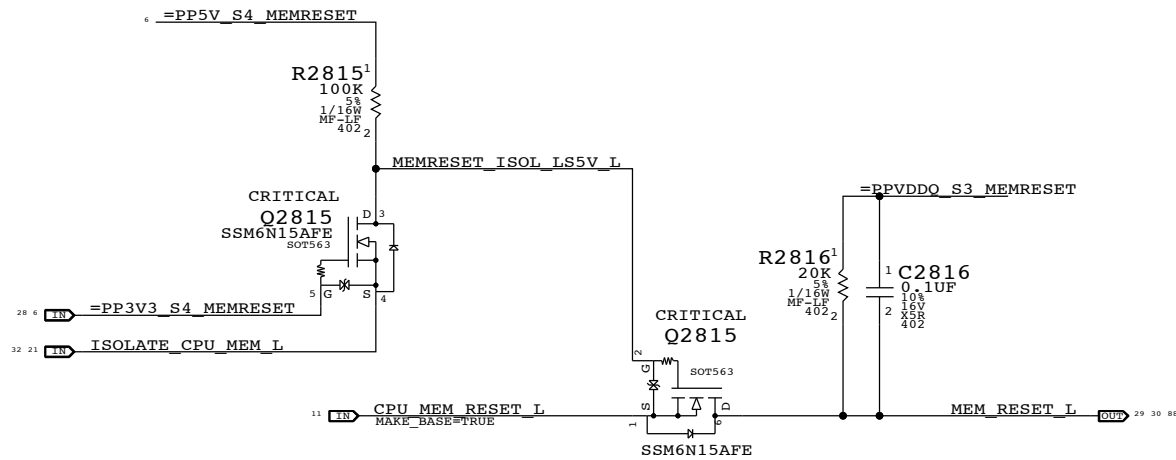 6 =PP5V_S4_MEMRESET
R2815 1
100K
5%
1/16W
MF-LF
402
2
MEMRESET_ISOL_LS5V_L
CRITICAL
Q2815
SSM6N15AFE
SOT563
D 3
5 G S 4
28 6 IN =PP3V3_S4_MEMRESET
32 21 IN ISOLATE_CPU_MEM_L
=PPVDDQ_S3_MEMRESET
R2816 1
20K
5%
1/16W
MF-LF
402
2
1 C2816
0.1UF
10%
2 16V
X5R
402
CRITICAL
Q2815
SOT563
2
G
S
D
1
6
SSM6N15AFE
11 IN CPU_MEM_RESET_L
MAKE_BASE=TRUE
MEM_RESET_L OUT 29 30 88